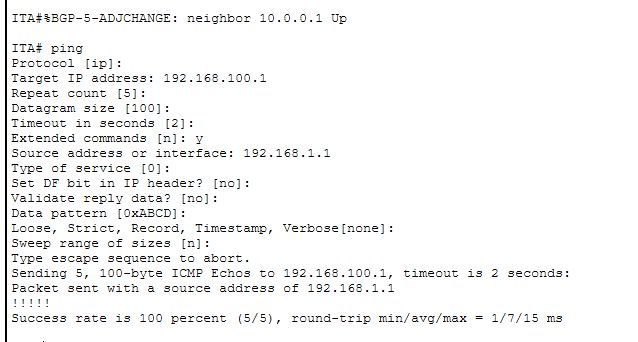 ITA#%BGP-5-ADJCHANGE: neighbor 10.0.0.1 Up
ITA# ping
Protocol [ip]:
Target IP address: 192.168.100.1
Repeat count [5]:
Datagram size [100]:
Timeout in seconds [2]:
Extended commands [n]: y
Source address or interface: 192.168.1.1
Type of service [0]:
Set DF bit in IP header? [no]:
Validate reply data? [no]:
Data pattern [0xABCD]:
Loose, Strict, Record, Timestamp, Verbose[none]:
Sweep range of sizes [n]:
Type escape sequence to abort.
Sending 5, 100-byte ICMP Echos to 192.168.100.1, timeout is 2 seconds:
Packet sent with a source address of 192.168.1.1
!!!!!
Success rate is 100 percent (5/5), round-trip min/avg/max = 1/7/15 ms